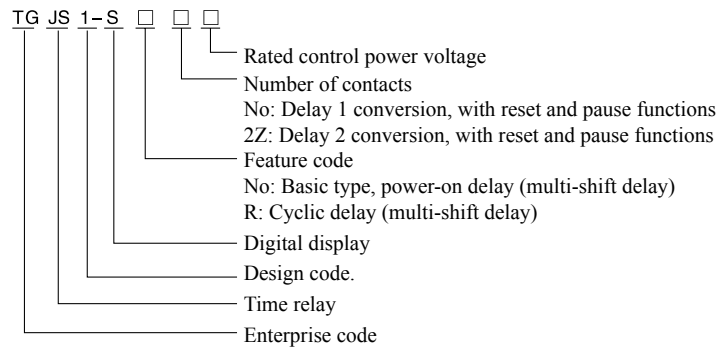 TG JS 1-S □ □ □
Rated control power voltage
Number of contacts
No: Delay 1 conversion, with reset and pause functions
2Z: Delay 2 conversion, with reset and pause functions
Feature code
No: Basic type, power-on delay (multi-shift delay)
R: Cyclic delay (multi-shift delay)
Digital display
Design code.
Time relay
Enterprise code